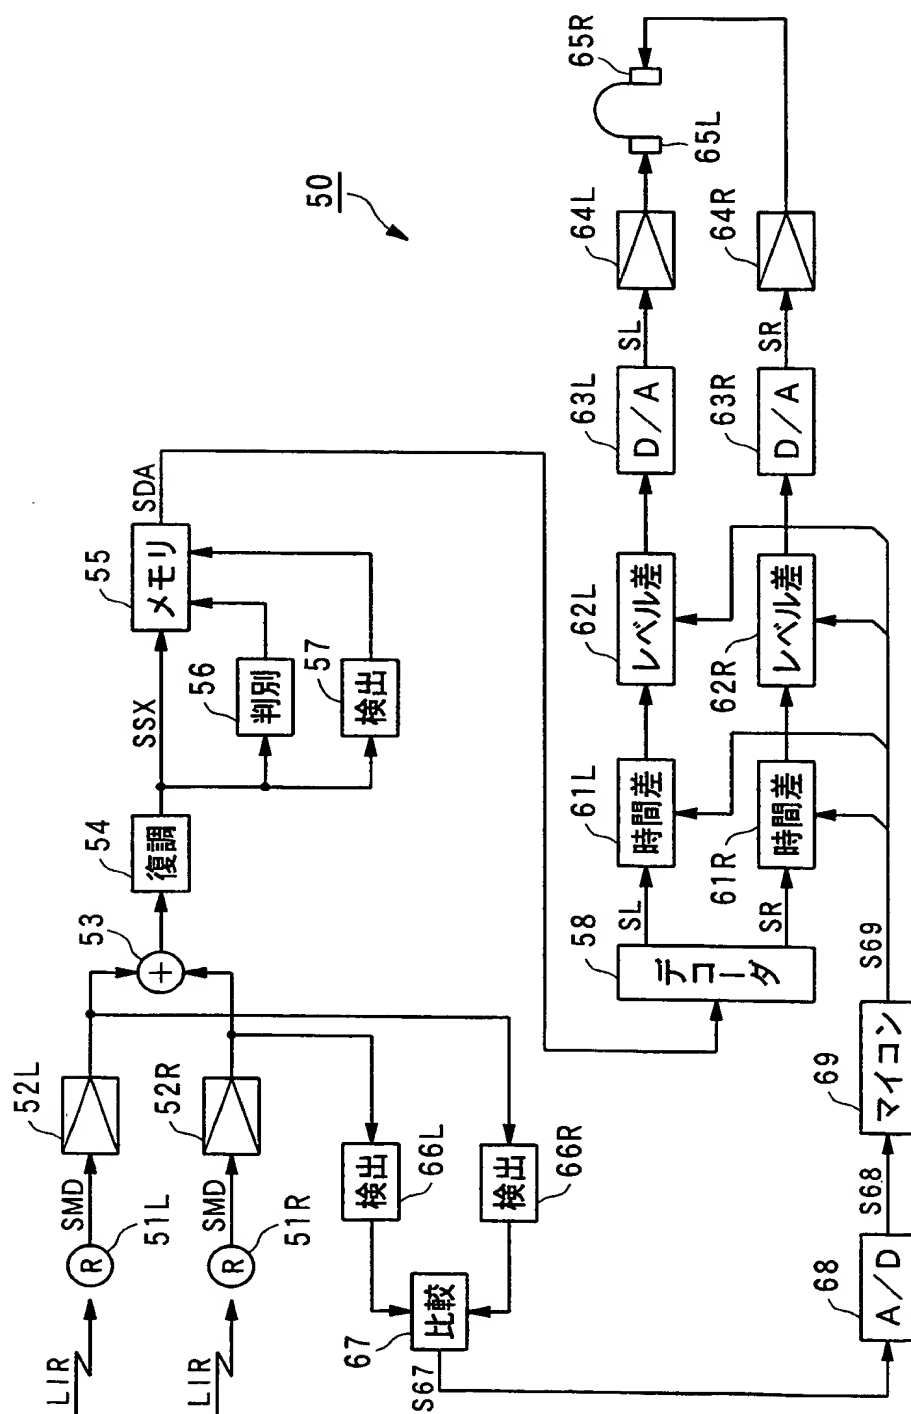 50
LIR
R
51L
SMD
52L
53
+
54
復調
SSX
55
メモリ
SDA
LIR
R
51R
SMD
52R
56
判別
57
検出
検出
66L
検出
66R
67
比較
S67
58
デコーダ
SL
61L
時間差
62L
レベル差
63L
D/A
SL
64L
65L
65R
SR
61R
時間差
62R
レベル差
63R
D/A
SR
64R
68
A/D
S68
69
マイコン
S69